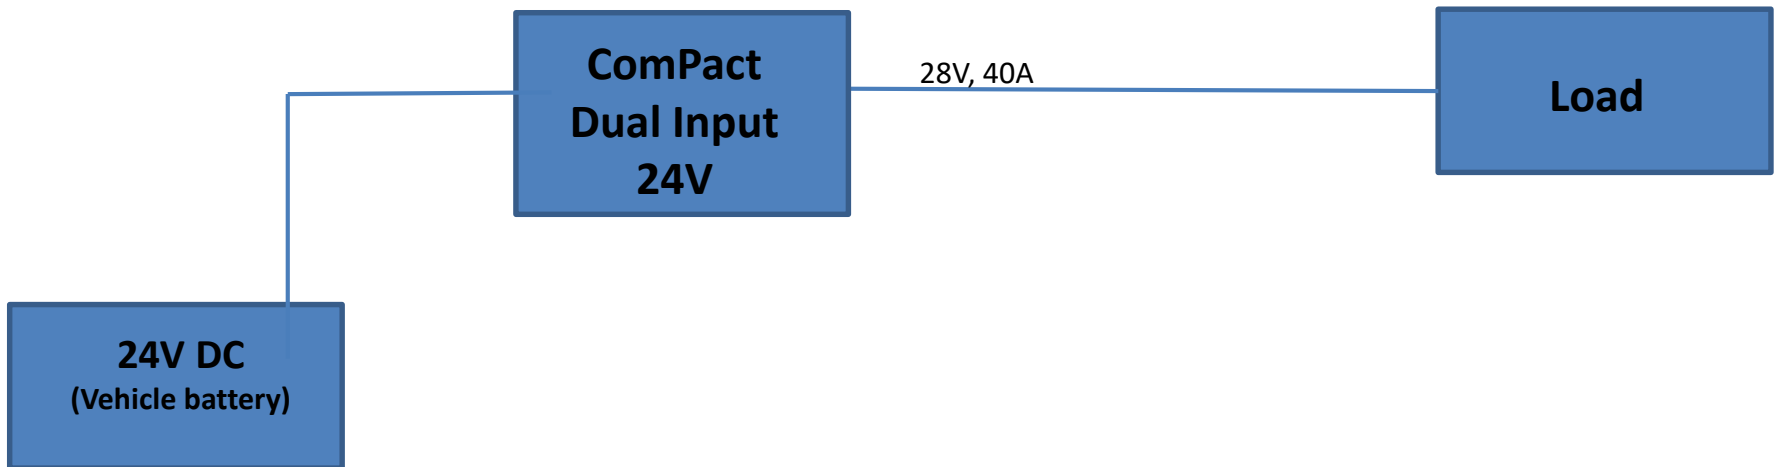 ComPact
Dual Input
24V
28V, 40A
Load
24V DC
(Vehicle battery)